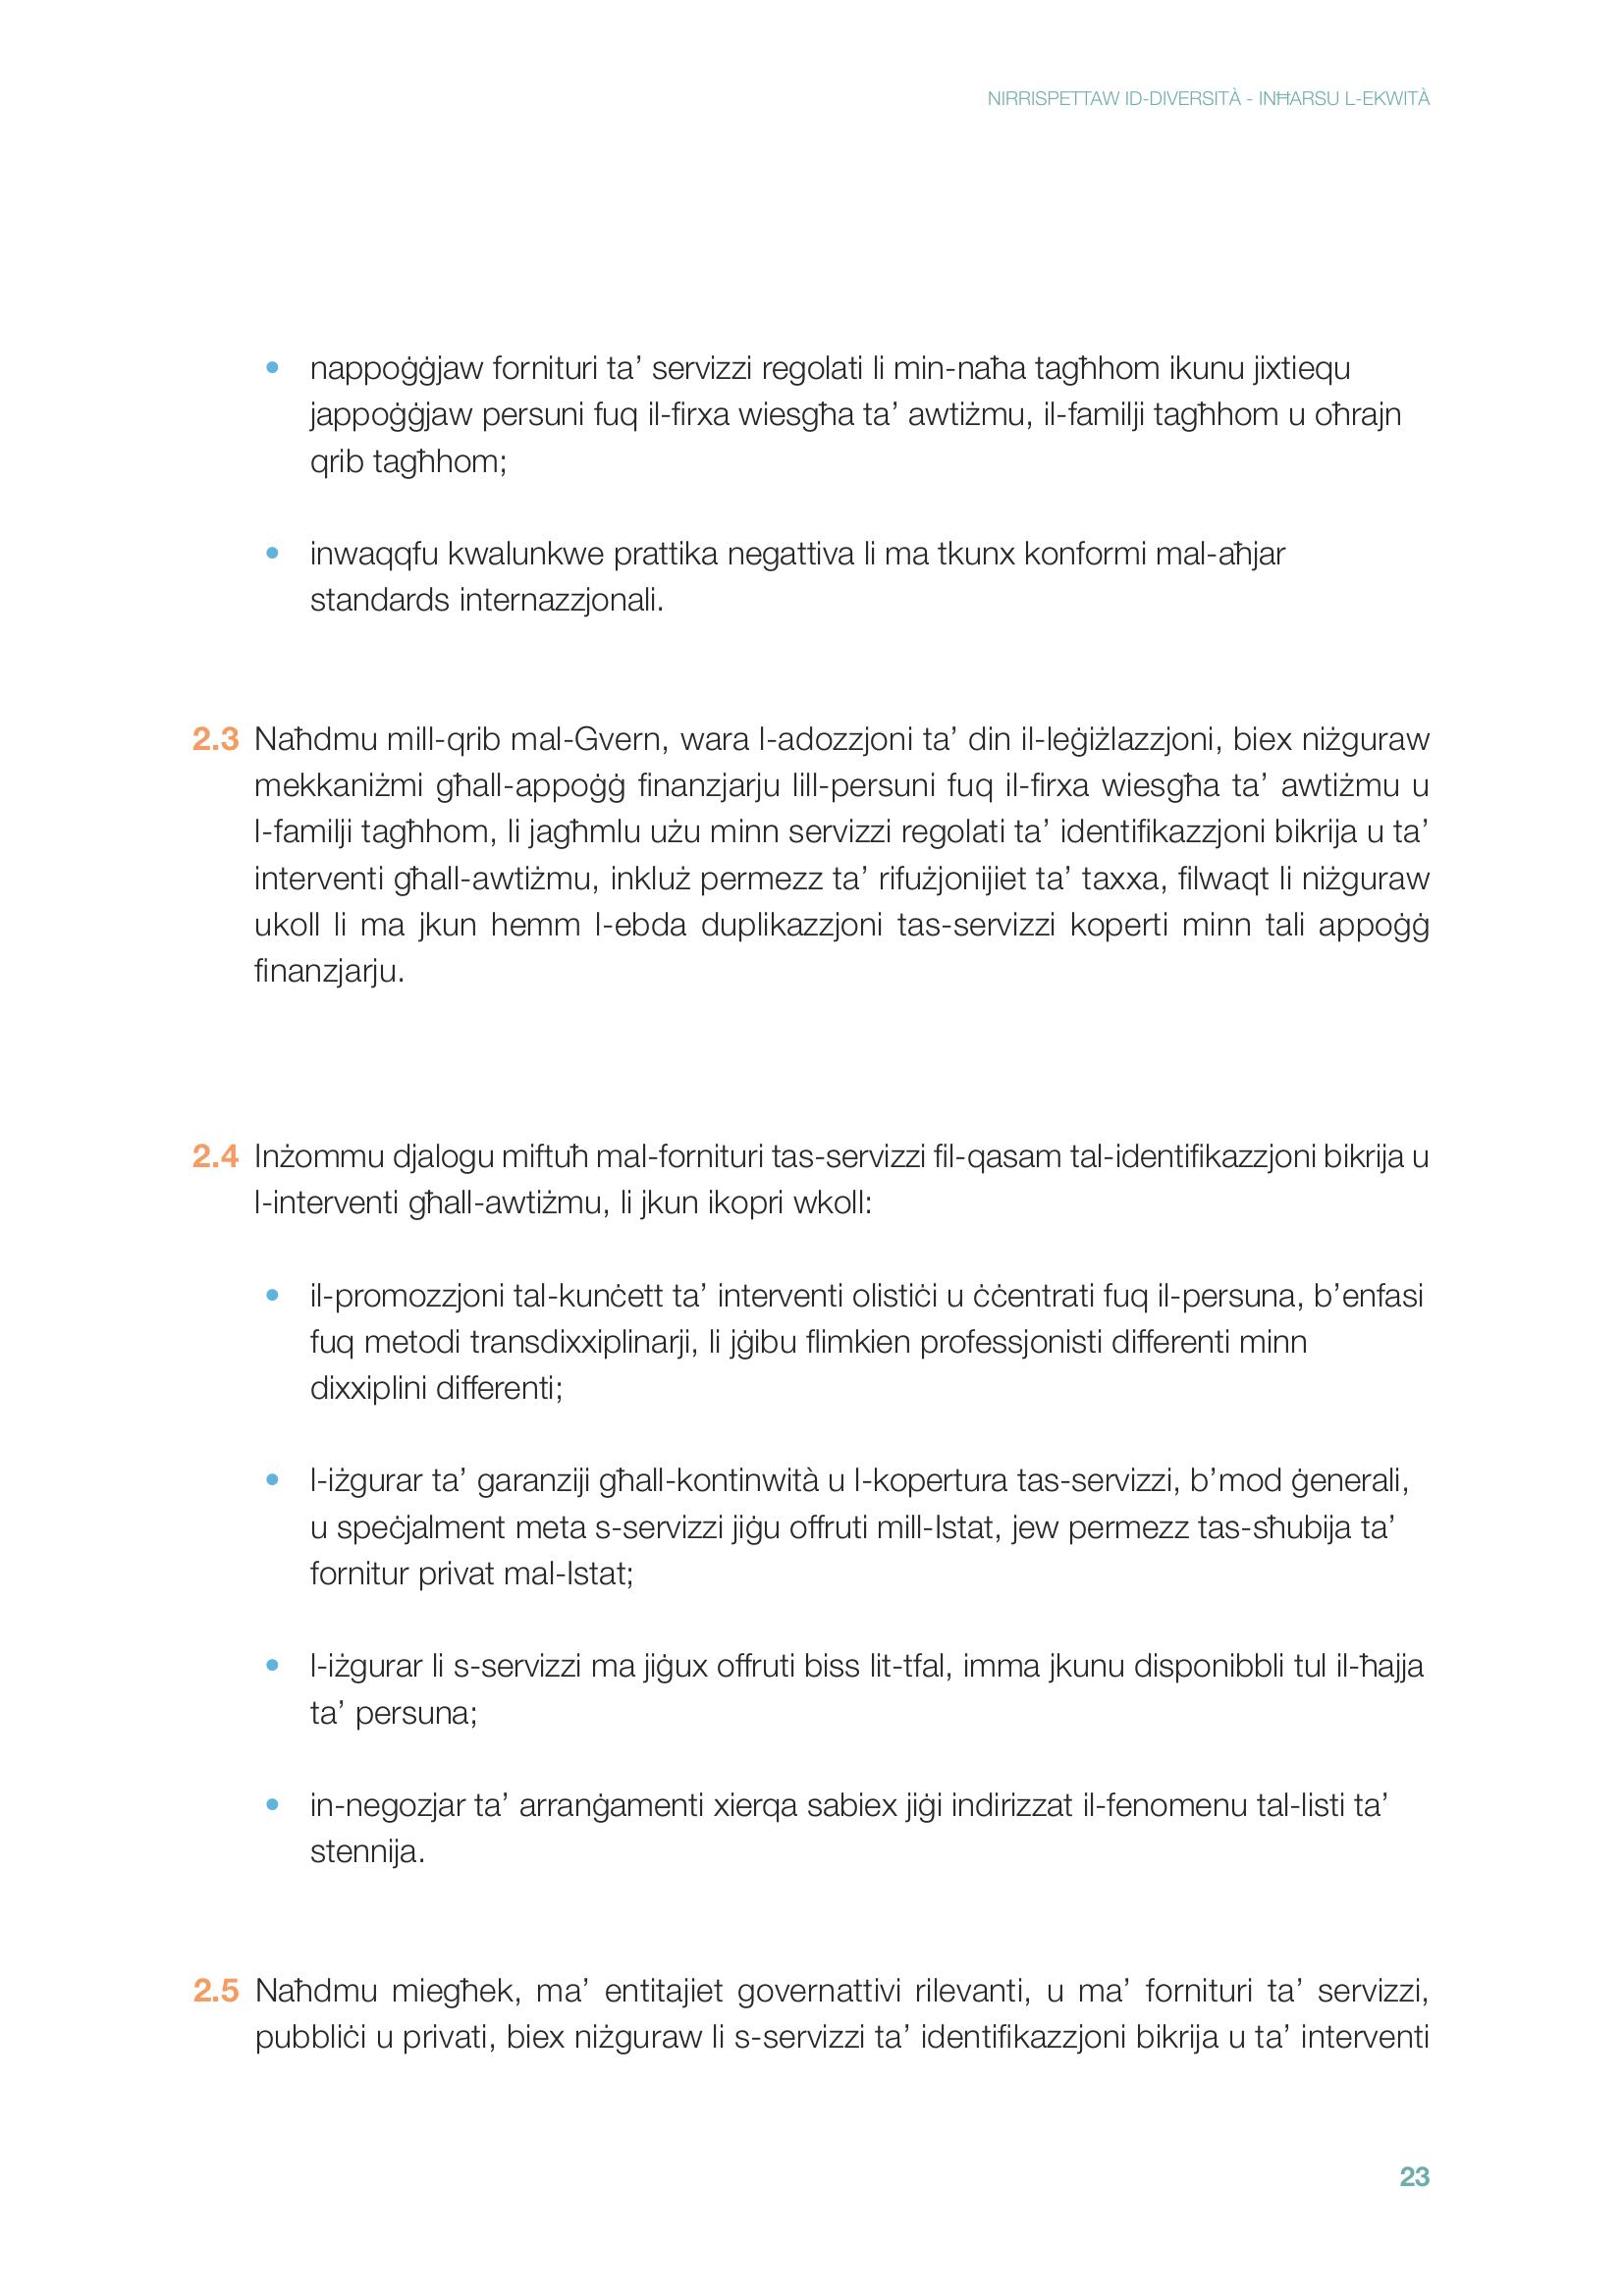 NIRRISPETTAW ID-DIVERSITÀ - INĦARSU L-EKWITÀ
• nappoġġjaw fornituri ta’ servizzi regolati li min-naħa tagħhom ikunu jixtiequ
jappoġġjaw persuni fuq il-firxa wiesgħa ta’ awtiżmu, il-familji tagħhom u oħrajn
qrib tagħhom;
• inwaqqfu kwalunkwe prattika negattiva li ma tkunx konformi mal-aħjar
standards internazzjonali.
2.3 Naħdmu mill-qrib mal-Gvern, wara l-adozzjoni ta’ din il-leġiżlazzjoni, biex niżguraw
mekkaniżmi għall-appoġġ finanzjarju lill-persuni fuq il-firxa wiesgħa ta’ awtiżmu u
l-familji tagħhom, li jagħmlu użu minn servizzi regolati ta’ identifikazzjoni bikrija u ta’
interventi għall-awtiżmu, inkluż permezz ta’ rifużjonijiet ta’ taxxa, filwaqt li niżguraw
ukoll li ma jkun hemm l-ebda duplikazzjoni tas-servizzi koperti minn tali appoġġ
finanzjarju.
2.4 Inżommu djalogu miftuħ mal-fornituri tas-servizzi fil-qasam tal-identifikazzjoni bikrija u
l-interventi għall-awtiżmu, li jkun ikopri wkoll:
• il-promozzjoni tal-kunċett ta’ interventi olistiċi u ċċentrati fuq il-persuna, b’enfasi
fuq metodi transdixxiplinarji, li jġibu flimkien professjonisti differenti minn
dixxiplini differenti;
• l-iżgurar ta’ garanziji għall-kontinwità u l-kopertura tas-servizzi, b’mod ġenerali,
u speċjalment meta s-servizzi jiġu offruti mill-Istat, jew permezz tas-sħubija ta’
fornitur privat mal-Istat;
• l-iżgurar li s-servizzi ma jiġux offruti biss lit-tfal, imma jkunu disponibbli tul il-ħajja
ta’ persuna;
• in-negozjar ta’ arranġamenti xierqa sabiex jiġi indirizzat il-fenomenu tal-listi ta’
stennija.
2.5 Naħdmu miegħek, ma’ entitajiet governattivi rilevanti, u ma’ fornituri ta’ servizzi,
pubbliċi u privati, biex niżguraw li s-servizzi ta’ identifikazzjoni bikrija u ta’ interventi
23